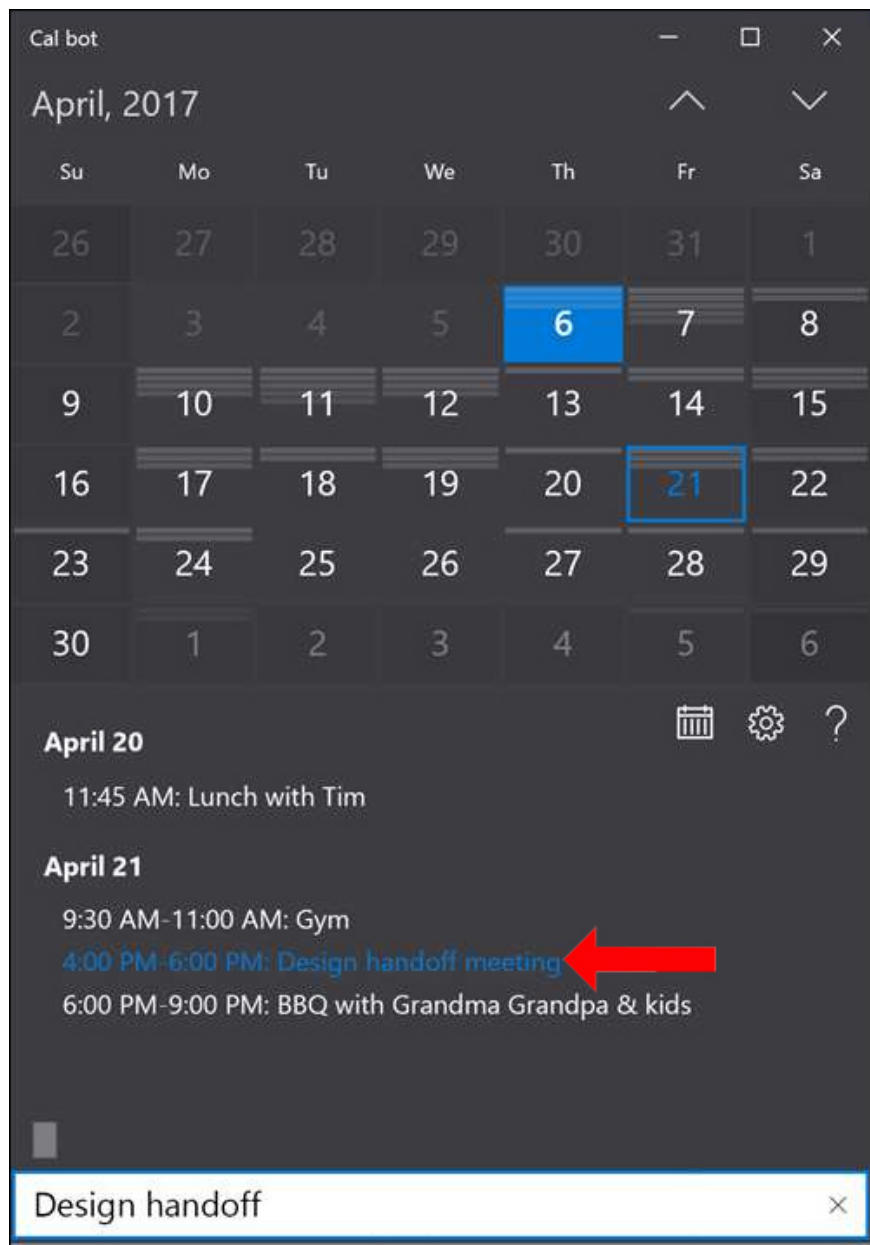 Cal bot
April, 2017
Su Mo Tu We Th Fr Sa
26 27 28 29 30 31 1
2 3 4 5 6 7 8
9 10 11 12 13 14 15
16 17 18 19 20 21 22
23 24 25 26 27 28 29
30 1 2 3 4 5 6
April 20
11:45 AM: Lunch with Tim
April 21
9:30 AM-11:00 AM: Gym
4:00 PM-6:00 PM: Design handoff meeting
6:00 PM-9:00 PM: BBQ with Grandma Grandpa & kids
Design handoff